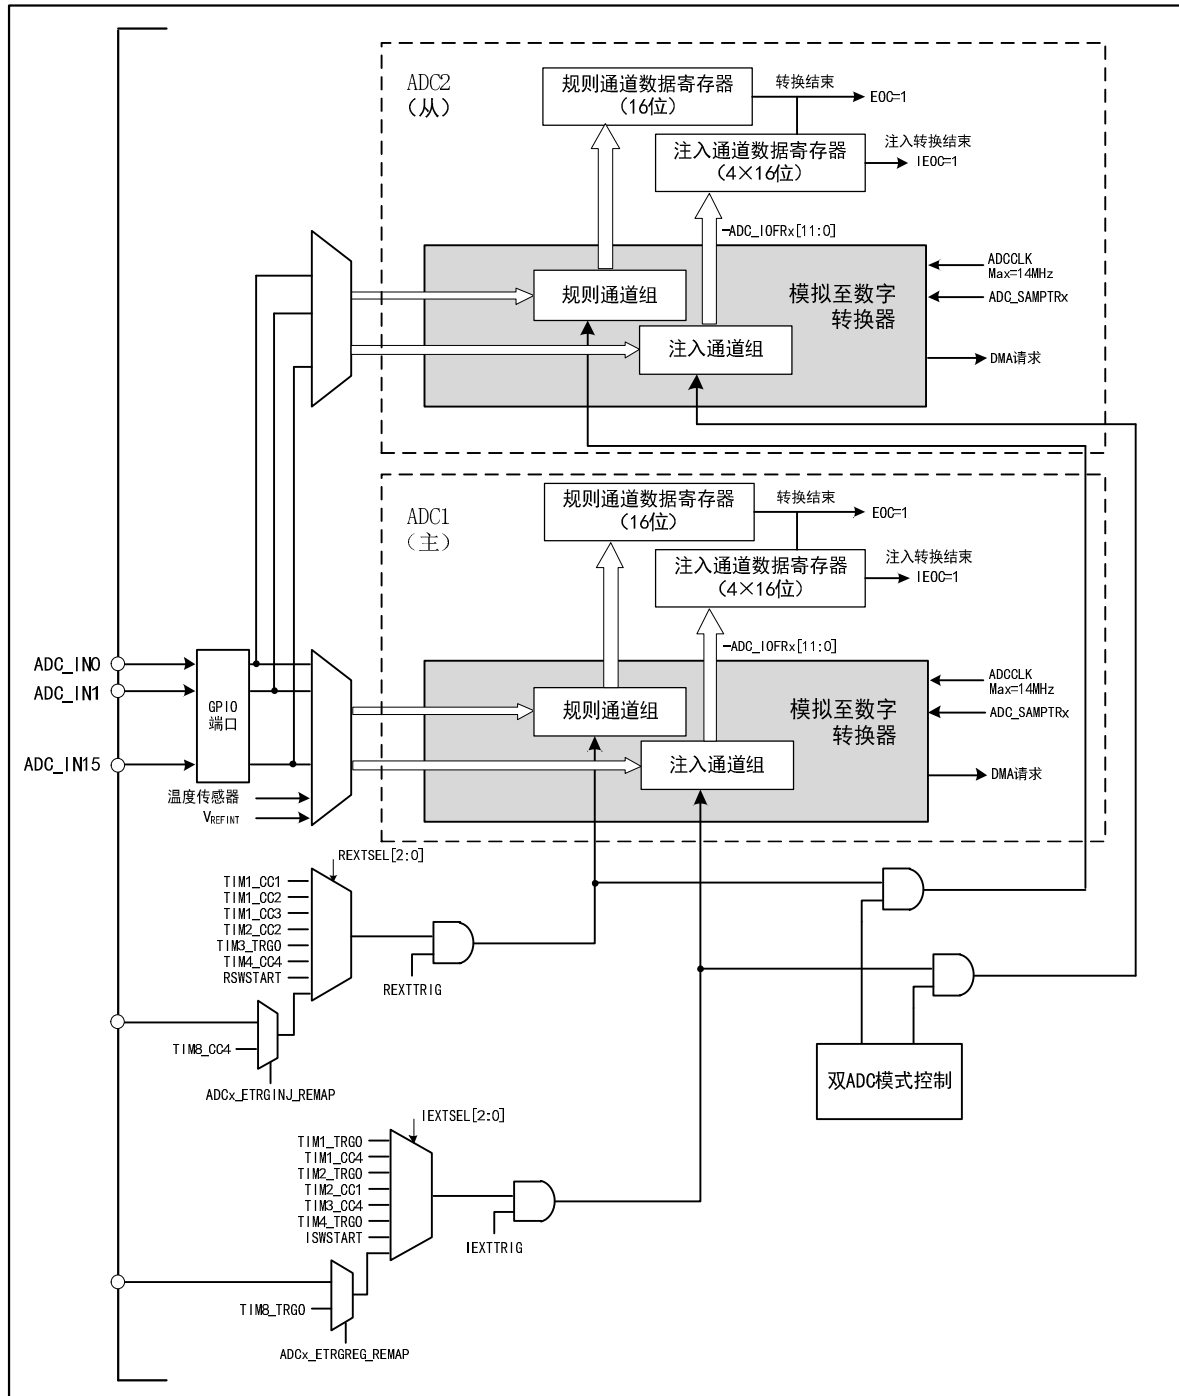 ADC2
(从)
规则通道数据寄存器
(16位)
转换结束
EOC=1
注入通道数据寄存器
(4×16位)
注入转换结束
IEOC=1
-ADC_IOFRx[11:0]
规则通道组
注入通道组
模拟至数字
转换器
ADCCLK
Max=14MHz
ADC_SAMPTRx
DMA请求
ADC1
(主)
规则通道数据寄存器
(16位)
转换结束
EOC=1
注入通道数据寄存器
(4×16位)
注入转换结束
IEOC=1
-ADC_IOFRx[11:0]
规则通道组
注入通道组
模拟至数字
转换器
ADCCLK
Max=14MHz
ADC_SAMPTRx
DMA请求
ADC_IN0
ADC_IN1
ADC_IN15
GPIO
端口
温度传感器
VREFINT
REXTSEL[2:0]
TIM1_CC1
TIM1_CC2
TIM1_CC3
TIM2_CC2
TIM3_TRGO
TIM4_CC4
RSWSTART
REXTTRIG
TIM8_CC4
ADCx_ETRGINJ_REMAP
双ADC模式控制
IEXTSEL[2:0]
TIM1_TRGO
TIM1_CC4
TIM2_TRGO
TIM2_CC1
TIM3_CC4
TIM4_TRGO
ISWSTART
IEXTTRIG
TIM8_TRGO
ADCx_ETRGREG_REMAP